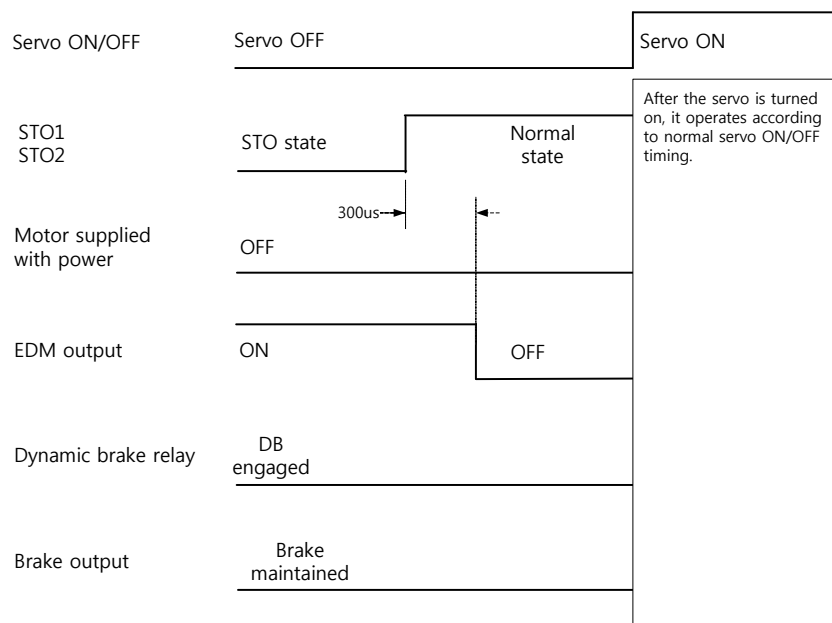 Servo ON/OFF
Servo OFF
Servo ON
After the servo is turned
on, it operates according
to normal servo ON/OFF
timing.
STO1
STO2
STO state
Normal
state
300us
Motor supplied
with power
OFF
EDM output
ON
OFF
Dynamic brake relay
DB
engaged
Brake output
Brake
maintained